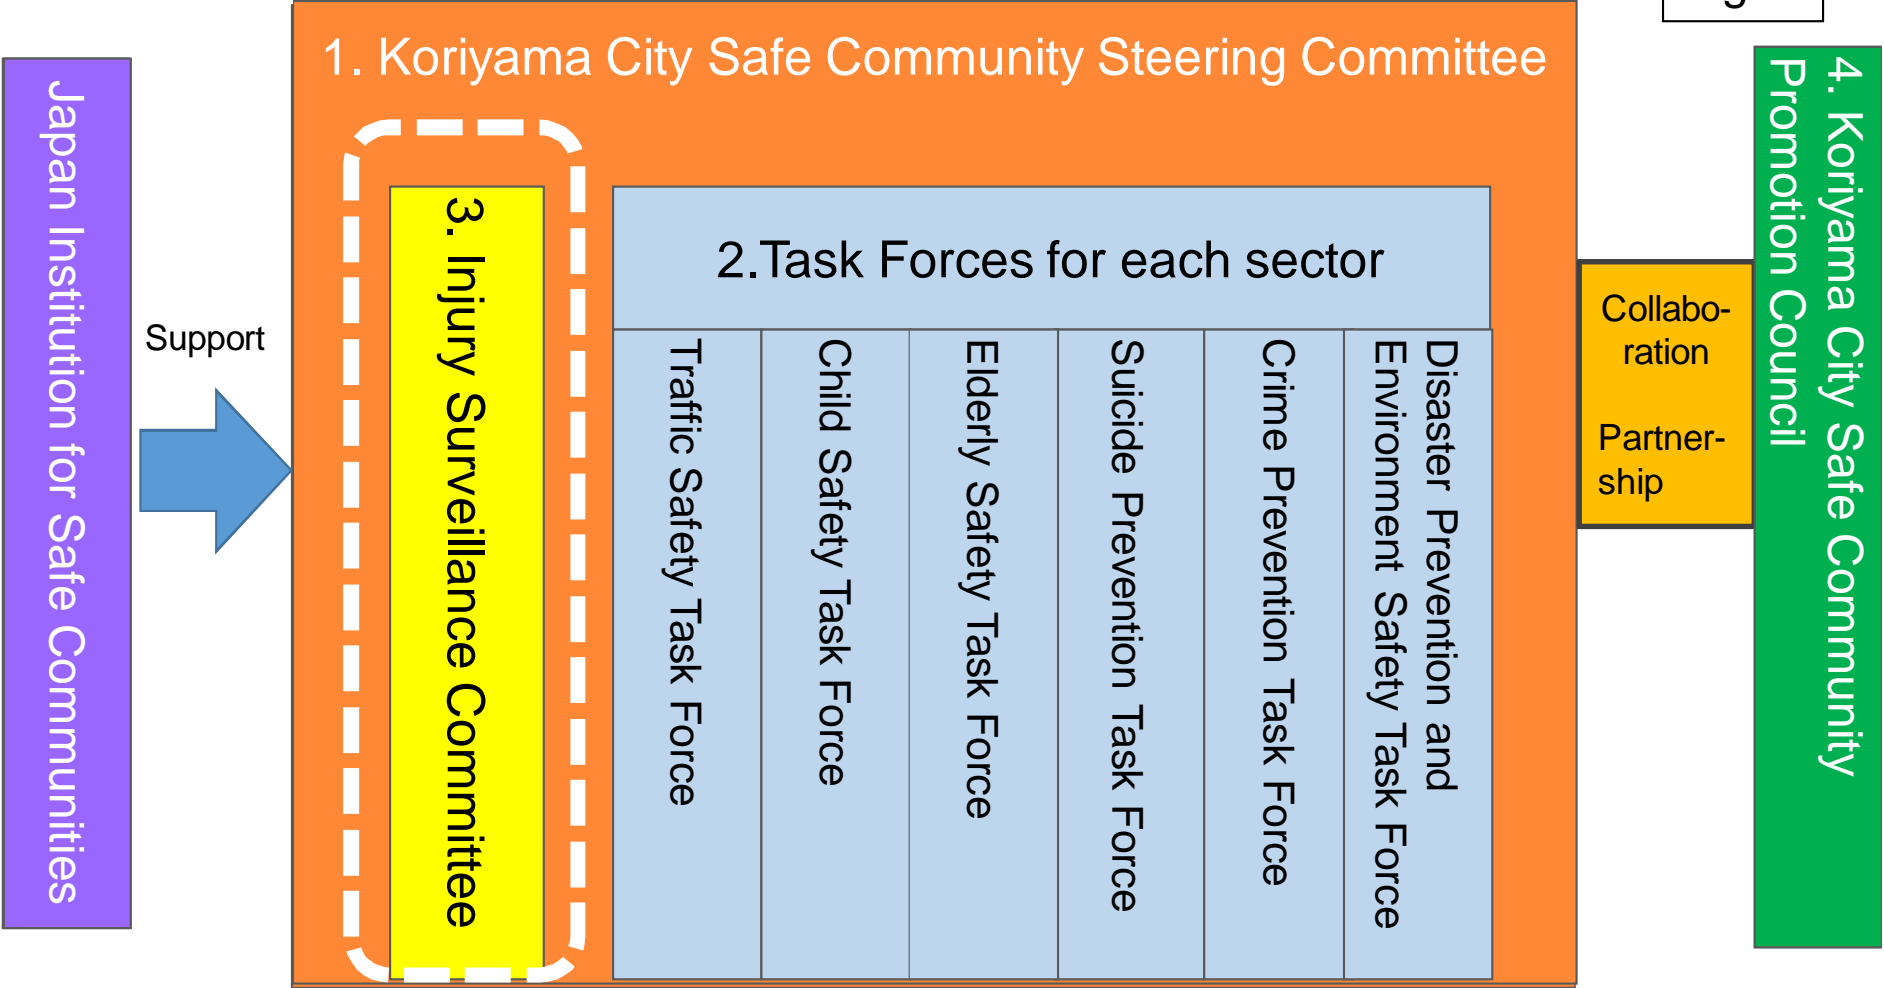 1. Koriyama City Safe Community Steering Committee
Japan Institution for Safe Communities
Support
3. Injury Surveillance Committee
2.Task Forces for each sector
Traffic Safety Task Force
Child Safety Task Force
Elderly Safety Task Force
Suicide Prevention Task Force
Crime Prevention Task Force
Disaster Prevention and
Environment Safety Task Force
Collabo-
ration
Partner-
ship
4. Koriyama City Safe Community
Promotion Council